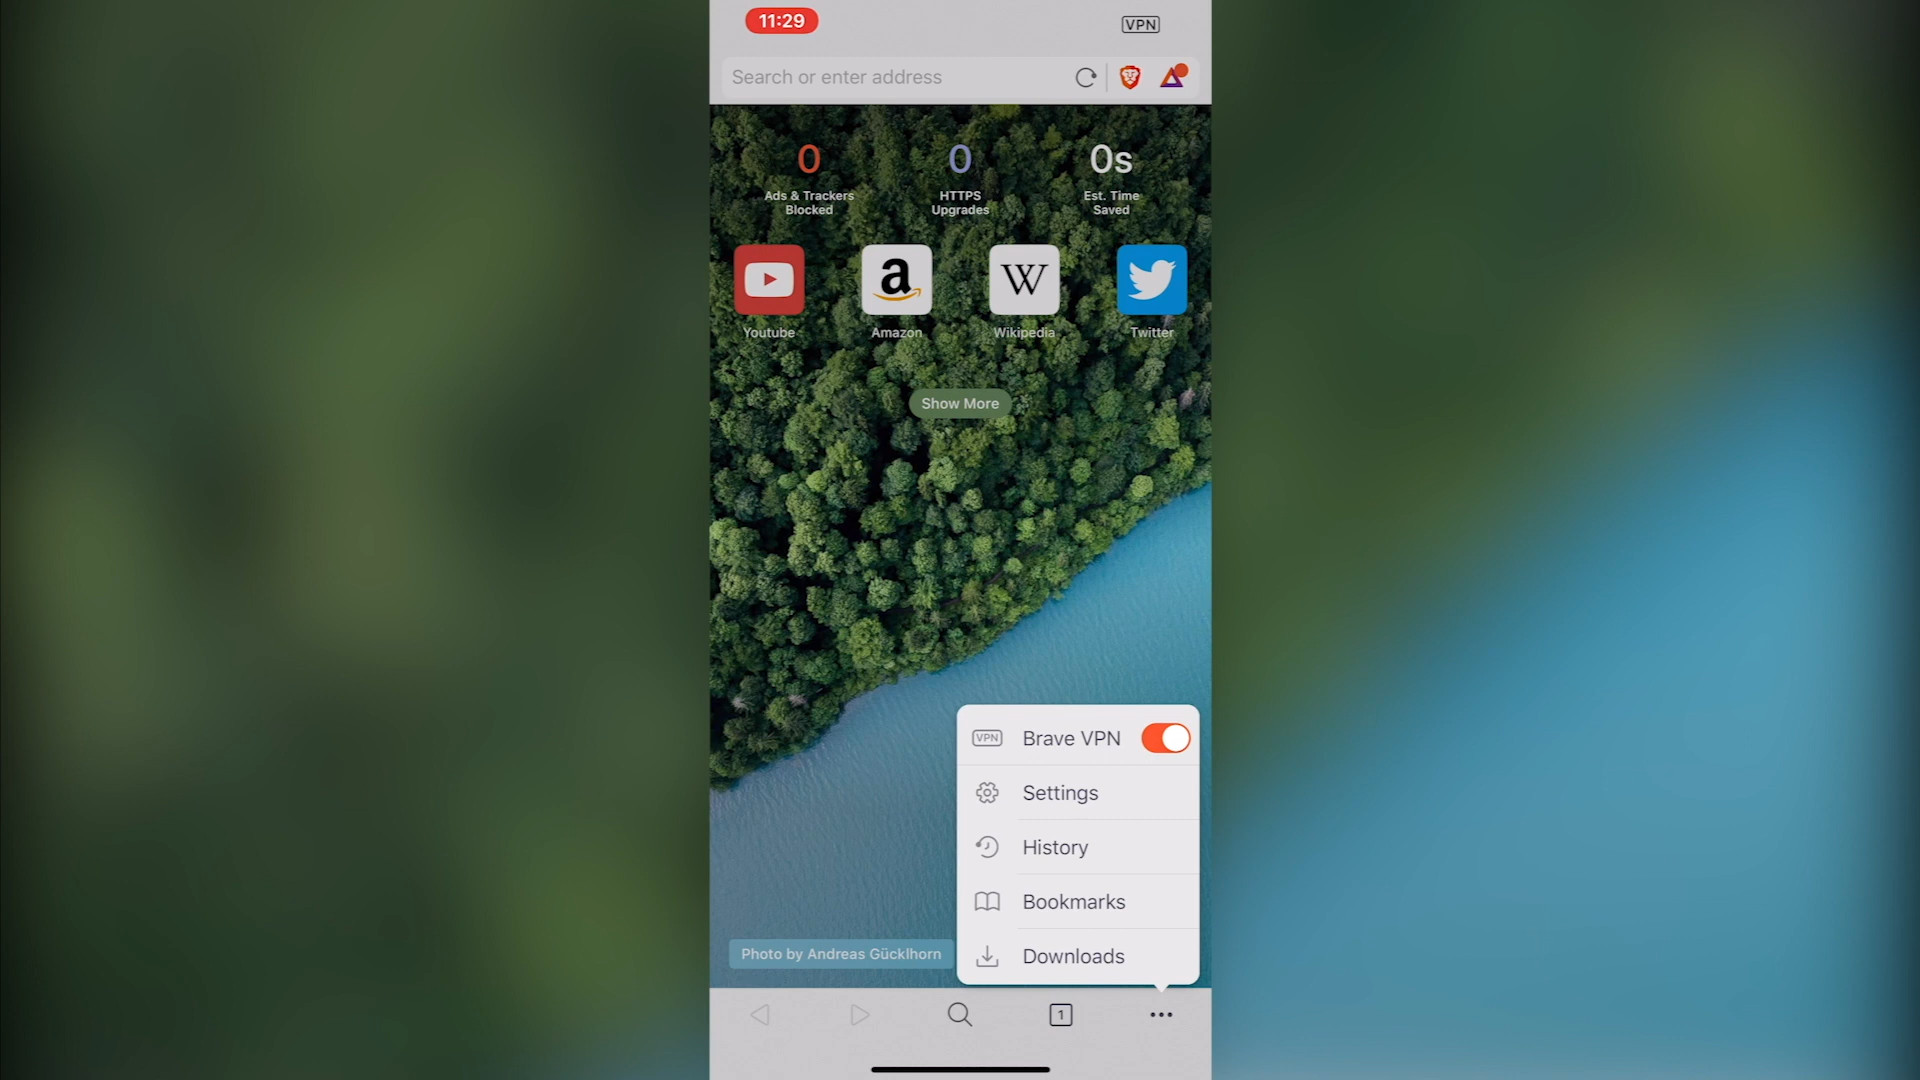 11:29
VPN
Search or enter address
0
0
0s
Ads & Trackers
Blocked
HTTPS
Upgrades
Est. Time
Saved
a
W
Youtube
Amazon
Wikipedia
Twitter
Show More
VPN
Brave VPN
Settings
History
Bookmarks
Downloads
Photo by Andreas Gücklhorn
1